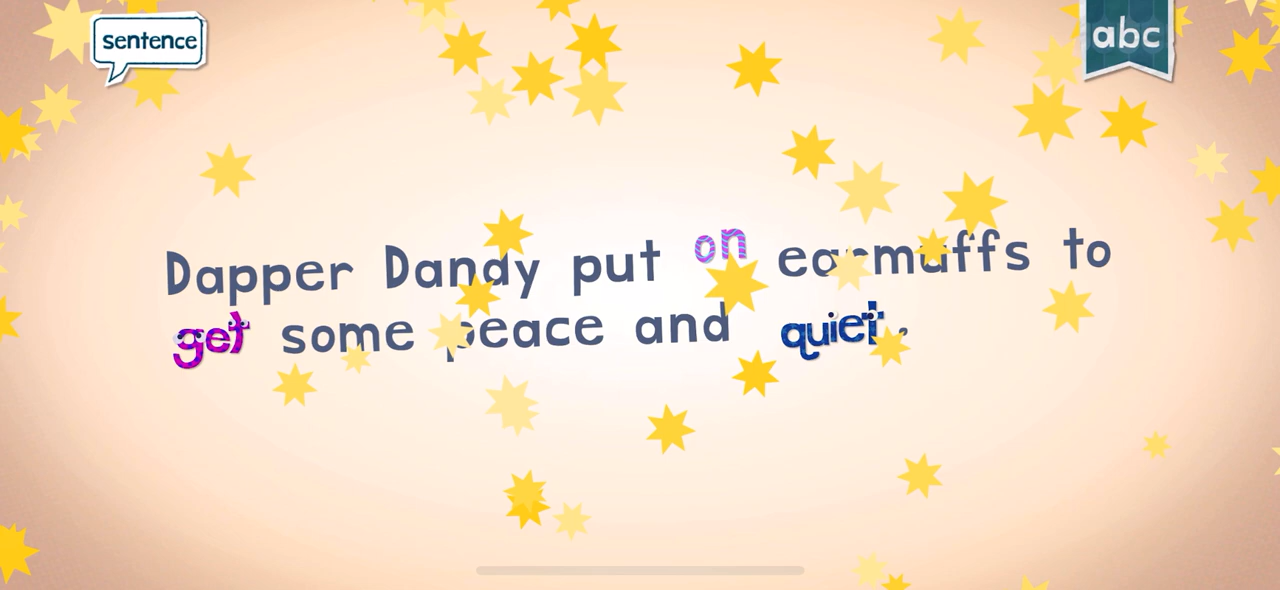 sentence
abc
Dapper Dandy put on earmuffs to
get some peace and quiet.